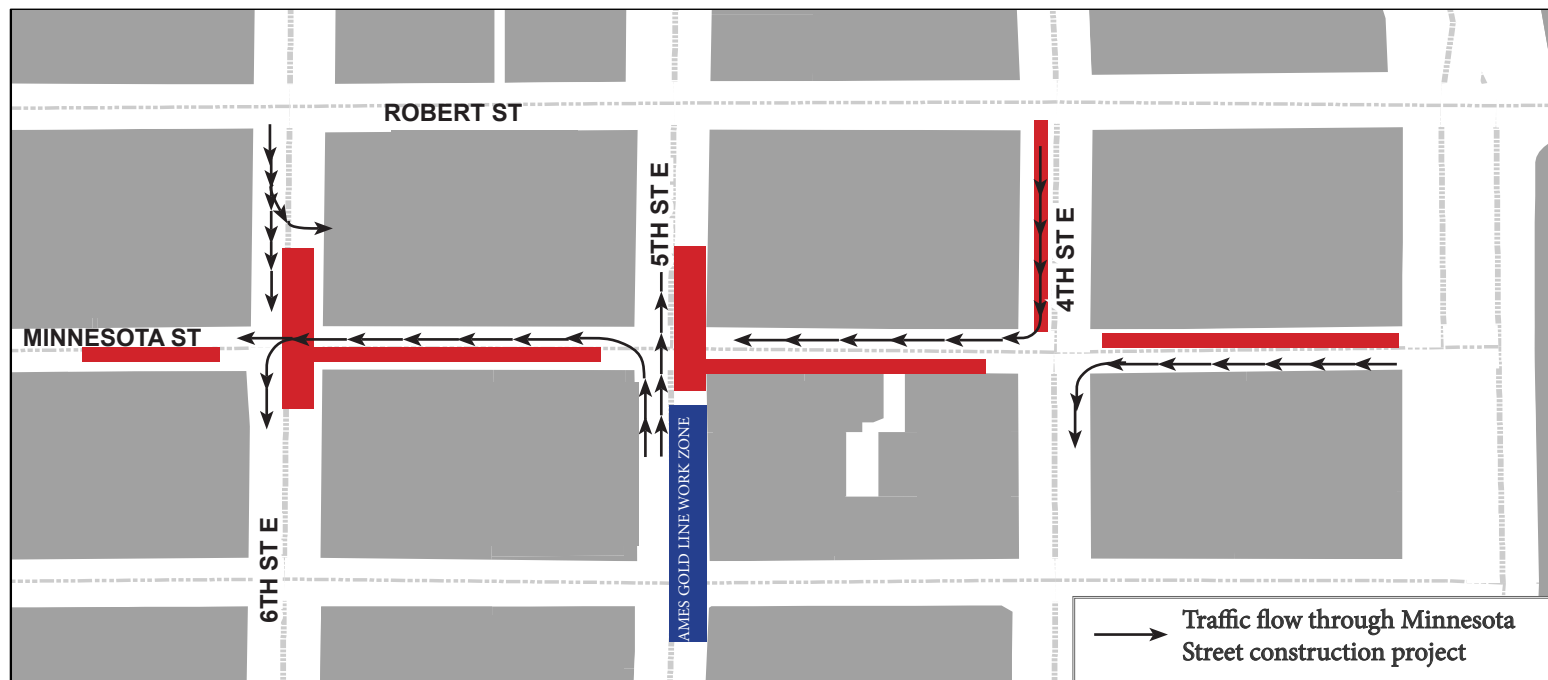 ROBERT ST
5TH ST E
4TH ST E
MINNESOTA ST
6TH ST E
AMES GOLD LINE WORK ZONE
Traffic flow through Minnesota
Street construction project